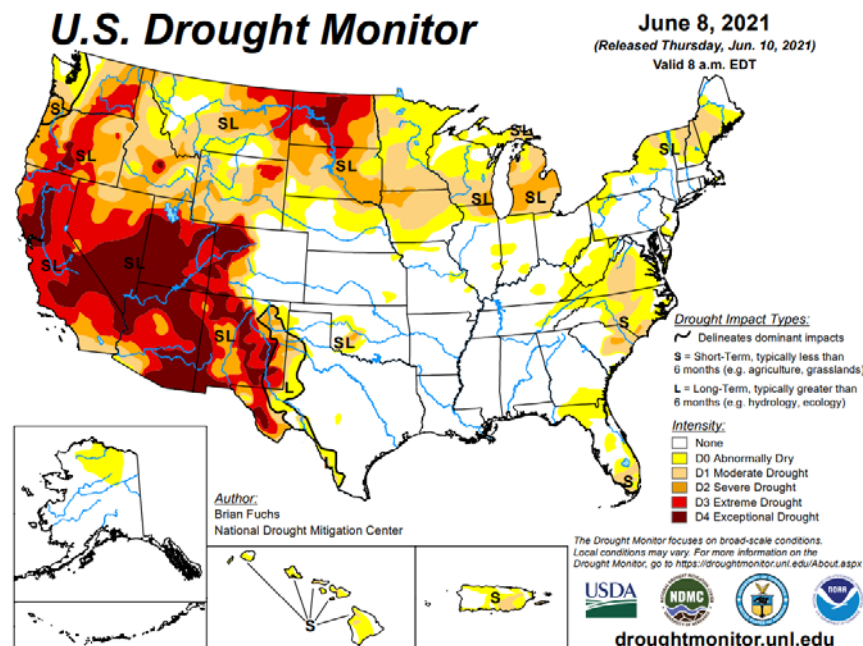 U.S. Drought Monitor
June 8, 2021
(Released Thursday, Jun. 10, 2021)
Valid 8 a.m. EDT
S
SL
SL
SL
S
SL
SL
SL
SL
SL
SL
SL
SL
L
S
S
Drought Impact Types:
Delineates dominant impacts
S = Short-Term, typically less than
6 months (e.g. agriculture, grasslands)
L = Long-Term, typically greater than
6 months (e.g. hydrology, ecology)
Intensity:
None
D0 Abnormally Dry
D1 Moderate Drought
D2 Severe Drought
D3 Extreme Drought
D4 Exceptional Drought
Author:
Brian Fuchs
National Drought Mitigation Center
S
S
The Drought Monitor focuses on broad-scale conditions.
Local conditions may vary. For more information on the
Drought Monitor, go to https://droughtmonitor.unl.edu/About.aspx
USDA
NDMC
NOAA
droughtmonitor.unl.edu